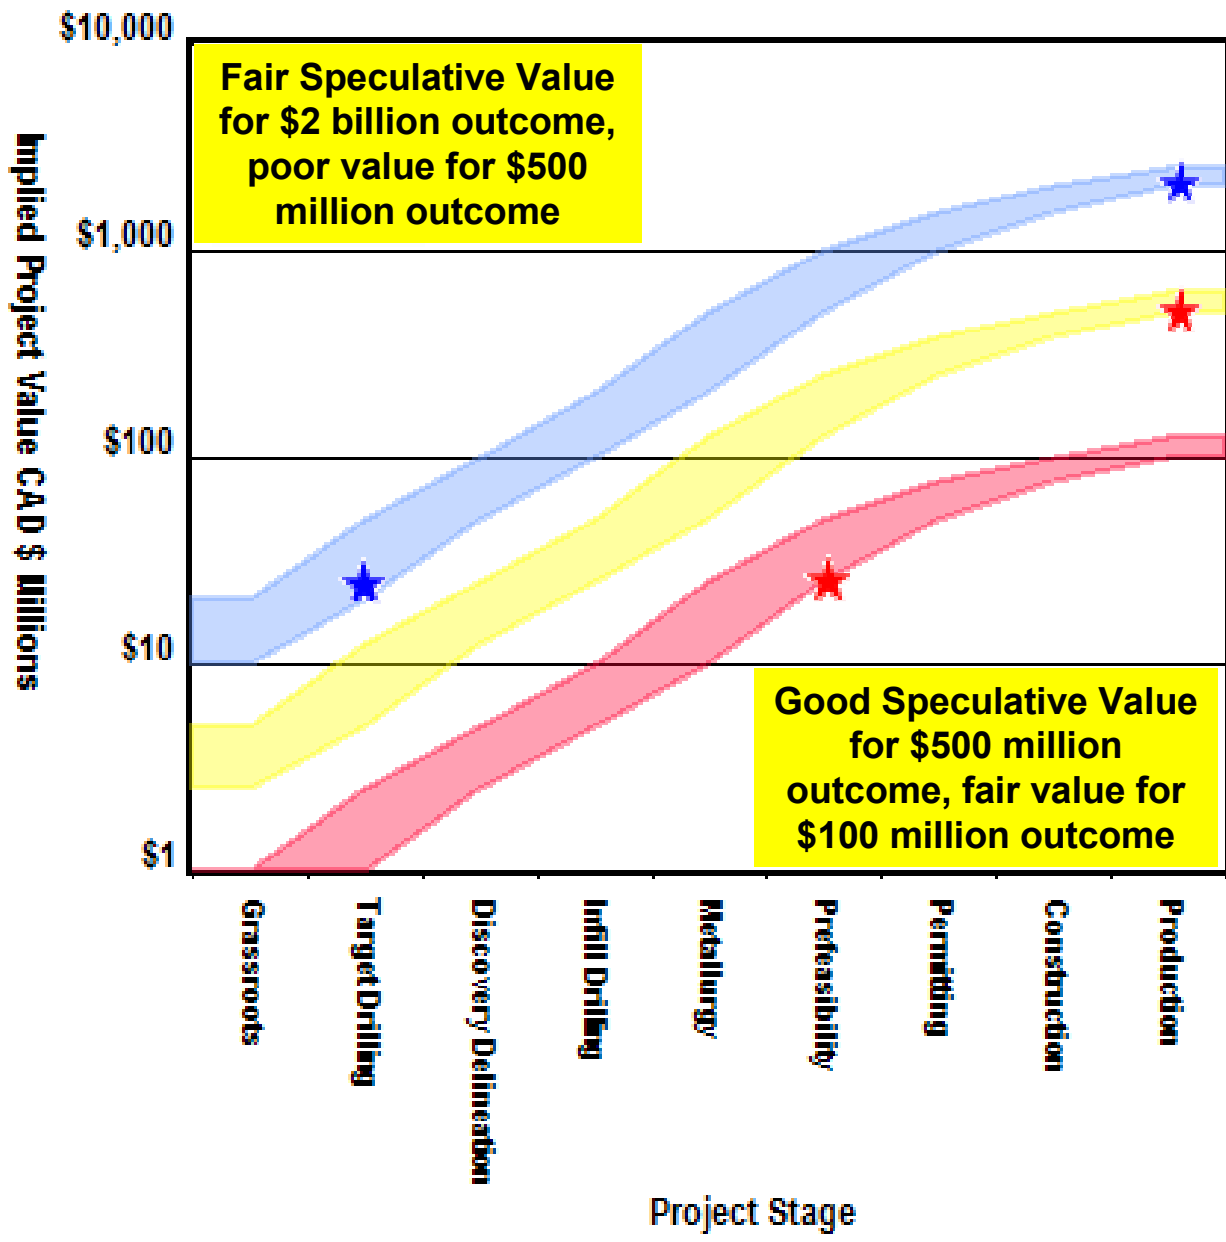 $10,000
Fair Speculative Value
for $2 billion outcome,
poor value for $500
million outcome
$1,000
$100
$10
$1
Implied Project Value CAD $ Millions
Good Speculative Value
for $500 million
outcome, fair value for
$100 million outcome
Grassroots
Target Drilling
Discovery Delineation
Infill Drilling
Metallurgy
Prefeasibility
Permitting
Construction
Production
Project Stage